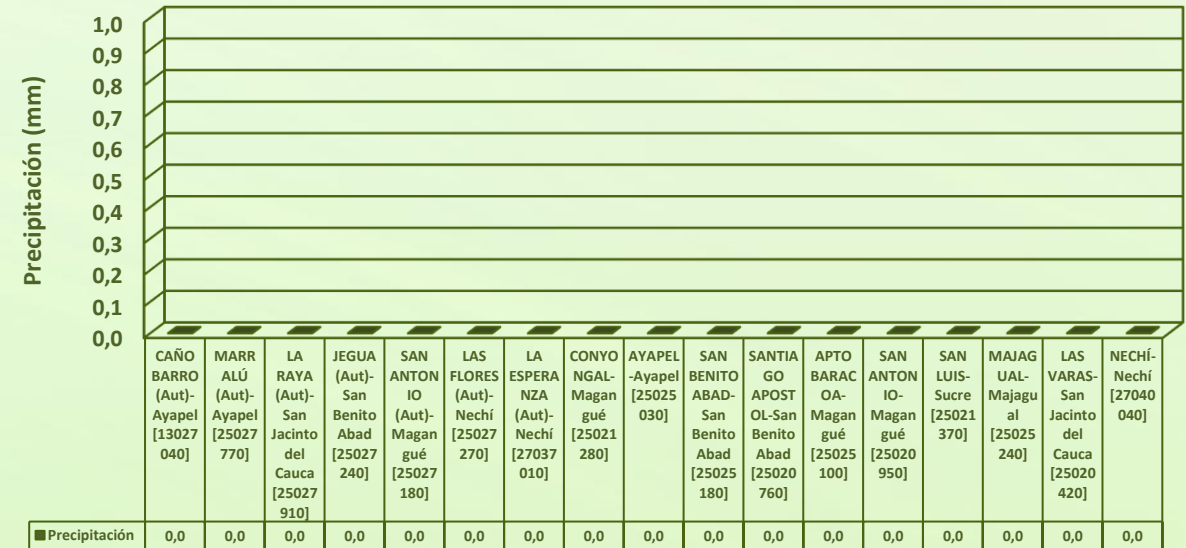 Precipitación (mm)
1,0
0,9
0,8
0,7
0,6
0,5
0,4
0,3
0,2
0,1
0,0
CAÑO
BARRO
(Aut)-
Ayapel
[13027
040]
MARR
ALÚ
(Aut)-
Ayapel
[25027
770]
LA
RAYA
(Aut)-
San
Jacinto
del
Cauca
[25027
910]
JEGUA
(Aut)-
San
Benito
Abad
[25027
240]
SAN
ANTON
IO
(Aut)-
Magan
gué
[25027
180]
LAS
FLORES
(Aut)-
Nechí
[25027
270]
LA
ESPERA
NZA
(Aut)-
Nechí
[27037
010]
CONYO
NGAL-
Magan
gué
[25021
280]
AYAPEL
-Ayapel
[25025
030]
SAN
BENITO
ABAD-
San
Benito
Abad
[25025
180]
SANTIA
GO
APOST
OL-San
Benito
Abad
[25020
760]
APTO
BARAC
OA-
Magan
gué
[25025
100]
SAN
ANTON
IO-
Magan
gué
[25020
950]
SAN
LUIS-
Sucre
[25021
370]
MAJAG
UAL-
Majagu
al
[25025
240]
LAS
VARAS-
San
Jacinto
del
Cauca
[25020
420]
NECHÍ-
Nechí
[27040
040]
Precipitación 0,0 0,0 0,0 0,0 0,0 0,0 0,0 0,0 0,0 0,0 0,0 0,0 0,0 0,0 0,0 0,0 0,0